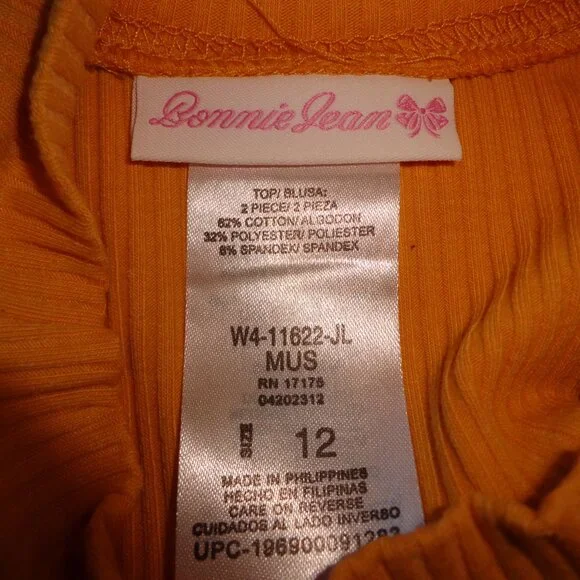 Bonnie Jean
TOP/ BLUSA:
2 PIECE/ 2 PIEZA
62% COTTON/ ALGODON
32% POLYESTER/ POLIESTER
6% SPANDEX/ SPANDEX
W4-11622-JL
MUS
RN 17175
04202312
SIZE 12
MADE IN PHILIPPINES
HECHO EN FILIPINAS
CARE ON REVERSE
CUIDADOS AL LADO INVERSO